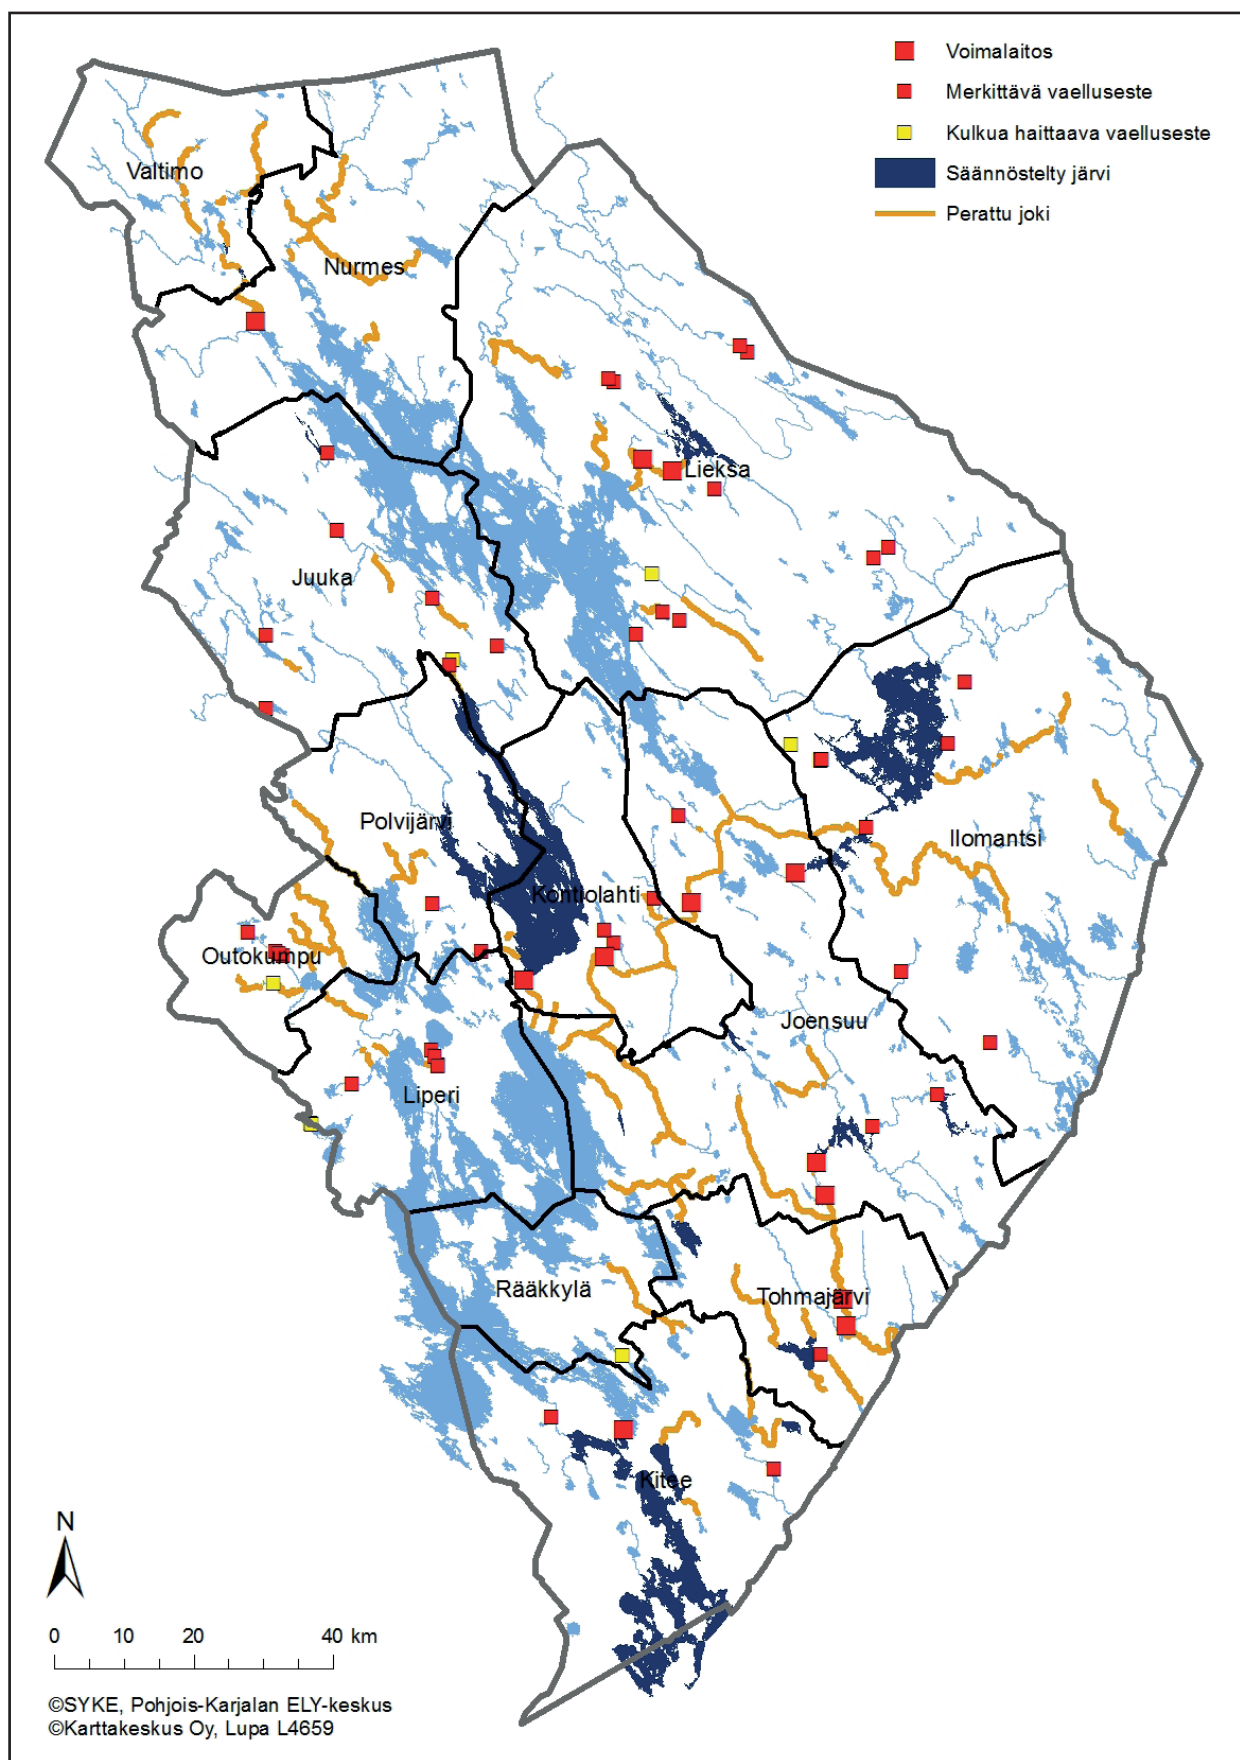 Voimalaitos
Merkittävä vaelluseste
Kulkua haittaava vaelluseste
Säännöstelty järvi
Perattu joki
Valtimo
Nurmes
Lieksa
Juuka
Polvijärvi
Ilomantsi
Kontiolahti
Outokumpu
Joensuu
Liperi
Rääkkylä
Tohmajärvi
Kitee
N
0 10 20 40 km
©SYKE, Pohjois-Karjalan ELY-keskus
©Karttakeskus Oy, Lupa L4659